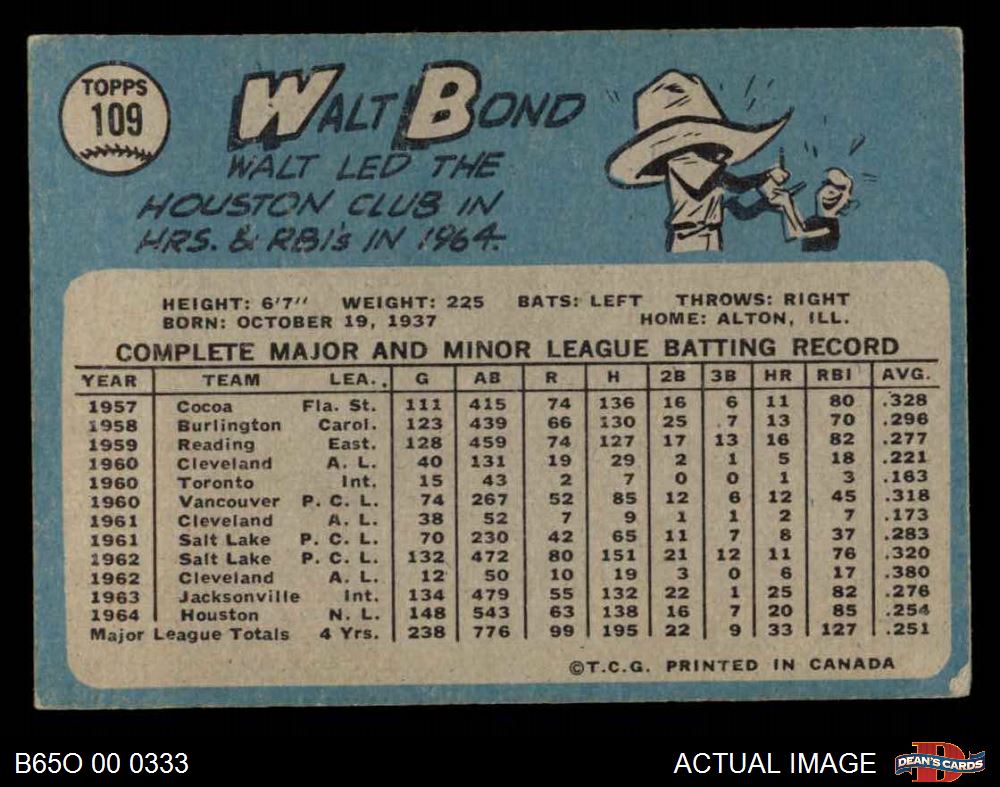 TOPPS
109
WALT BOND
WALT LED THE
HOUSTON CLUB IN
HRS. & RBI's IN 1964.
HEIGHT: 6'7" WEIGHT: 225 BATS: LEFT THROWS: RIGHT
BORN: OCTOBER 19, 1937 HOME: ALTON, ILL.
COMPLETE MAJOR AND MINOR LEAGUE BATTING RECORD
YEAR TEAM LEA. G AB R H 2B 3B HR RBI AVG.
1957 Cocoa Fla. St. 111 415 74 136 16 6 11 80 .328
1958 Burlington Carol. 123 439 66 130 25 7 13 70 .296
1959 Reading East. 128 459 74 127 17 13 16 82 .277
1960 Cleveland A. L. 40 131 19 29 2 1 5 18 .221
1960 Toronto Int. 15 43 2 7 0 0 1 3 .163
1960 Vancouver P. C. L. 74 267 52 85 12 6 12 45 .318
1961 Cleveland A. L. 38 52 7 9 1 1 2 7 .173
1961 Salt Lake P. C. L. 70 230 42 65 11 7 8 37 .283
1962 Salt Lake P. C. L. 132 472 80 151 21 12 11 76 .320
1962 Cleveland A. L. 12 50 10 19 3 0 6 17 .380
1963 Jacksonville Int. 134 479 55 132 22 1 25 82 .276
1964 Houston N. L. 148 543 63 138 16 7 20 85 .254
Major League Totals 4 Yrs. 238 776 99 195 22 9 33 127 .251
©T.C.G. PRINTED IN CANADA
B65O 00 0333
ACTUAL IMAGE
DEAN'S CARDS